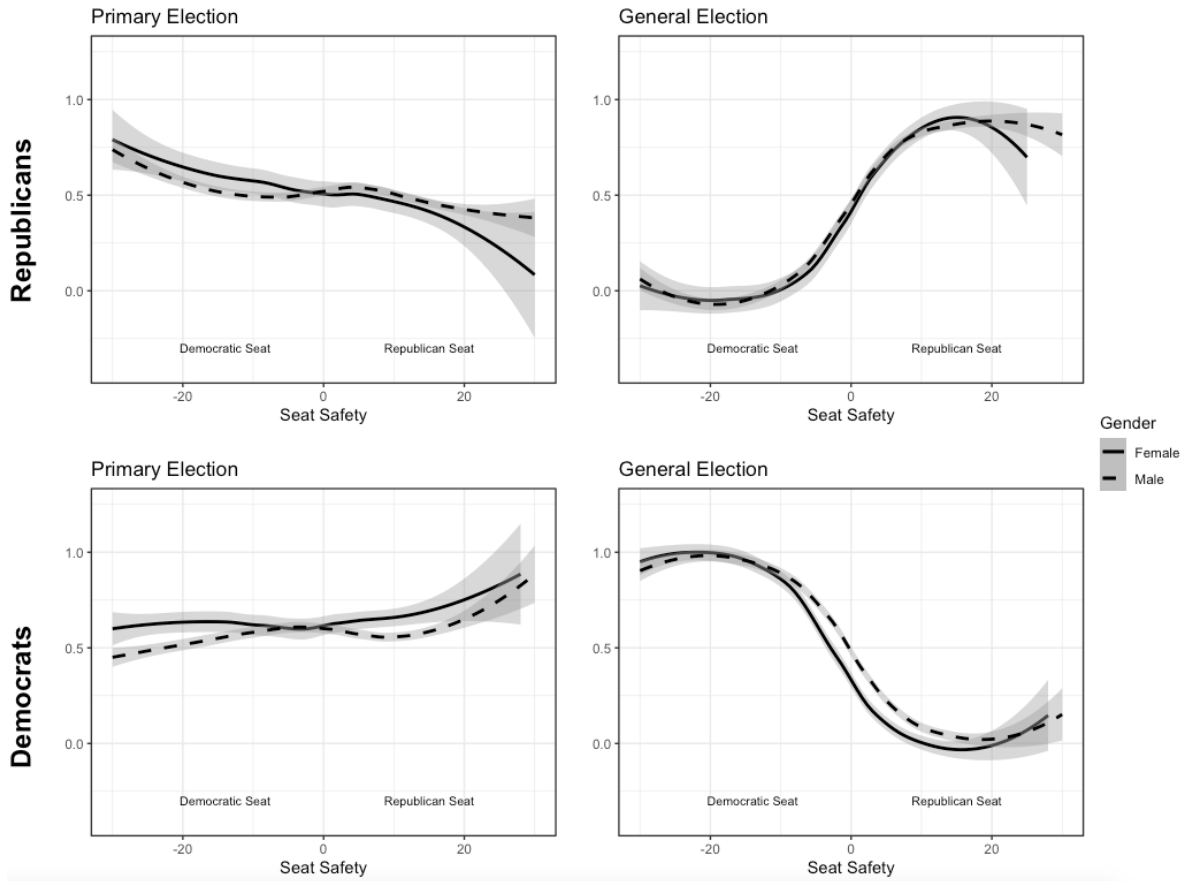 Primary Election
General Election
Republicans
1.0
0.5
0.0
Democratic Seat
Republican Seat
-20
0
20
Seat Safety
1.0
0.5
0.0
Democratic Seat
Republican Seat
-20
0
20
Seat Safety
Gender
Female
Male
Primary Election
General Election
Democrats
1.0
0.5
0.0
Democratic Seat
Republican Seat
-20
0
20
Seat Safety
1.0
0.5
0.0
Democratic Seat
Republican Seat
-20
0
20
Seat Safety